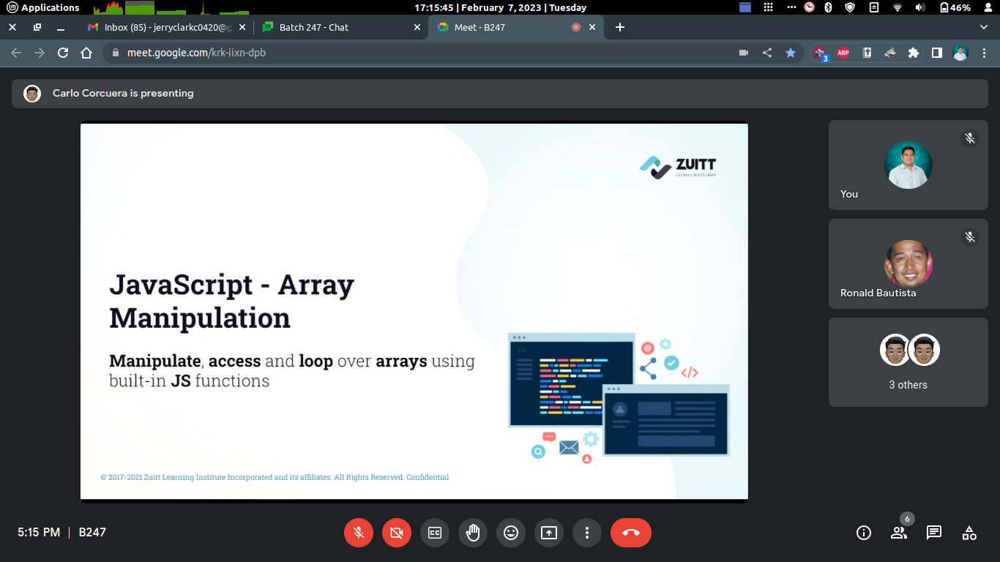 Applications
17:15:45 | February 7, 2023 | Tuesday
46%
Inbox (85) - jerryclarkc0420@g
Batch 247 - Chat
Meet - B247
meet.google.com/krk-iixn-dpb
3
ABP
Carlo Corcuera is presenting
ZUITT
CODING BOOTCAMP
You
JavaScript - Array
Manipulation
Manipulate, access and loop over arrays using
built-in JS functions
Ronald Bautista
3 others
© 2017-2021 Zuitt Learning Institute Incorporated and its affiliates. All Rights Reserved. Confidential
5:15 PM | B247
CC
6